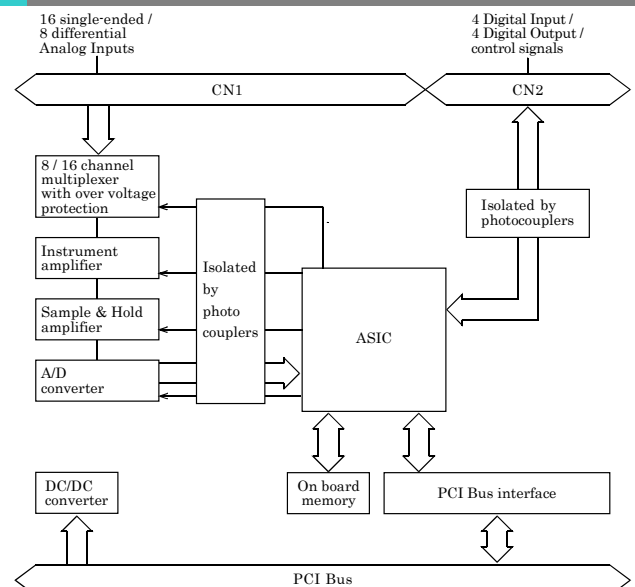 16 single-ended /
8 differential
Analog Inputs
4 Digital Input /
4 Digital Output /
control signals
CN1
CN2
8 / 16 channel
multiplexer
with over voltage
protection
Isolated by
photocouplers
Instrument
amplifier
Isolated
by
photo
couplers
Sample & Hold
amplifier
ASIC
A/D
converter
DC/DC
converter
On board
memory
PCI Bus interface
PCI Bus